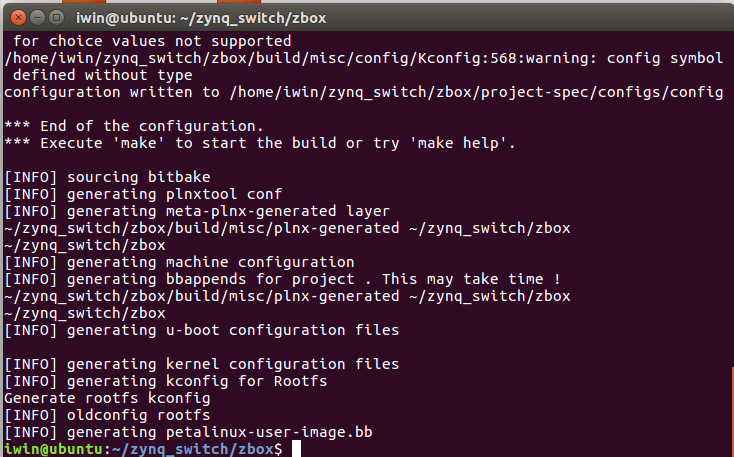 iwin@ubuntu: ~/zynq_switch/zbox
for choice values not supported
/home/iwin/zynq_switch/zbox/build/misc/config/Kconfig:568:warning: config symbol
defined without type
configuration written to /home/iwin/zynq_switch/zbox/project-spec/configs/config
*** End of the configuration.
*** Execute 'make' to start the build or try 'make help'.
[INFO] sourcing bitbake
[INFO] generating plnxtool conf
[INFO] generating meta-plnx-generated layer
~/zynq_switch/zbox/build/misc/plnx-generated ~/zynq_switch/zbox
~/zynq_switch/zbox
[INFO] generating machine configuration
[INFO] generating bbappends for project . This may take time !
~/zynq_switch/zbox/build/misc/plnx-generated ~/zynq_switch/zbox
~/zynq_switch/zbox
[INFO] generating u-boot configuration files
[INFO] generating kernel configuration files
[INFO] generating kconfig for Rootfs
Generate rootfs kconfig
[INFO] oldconfig rootfs
[INFO] generating petalinux-user-image.bb
iwin@ubuntu:~/zynq_switch/zbox$